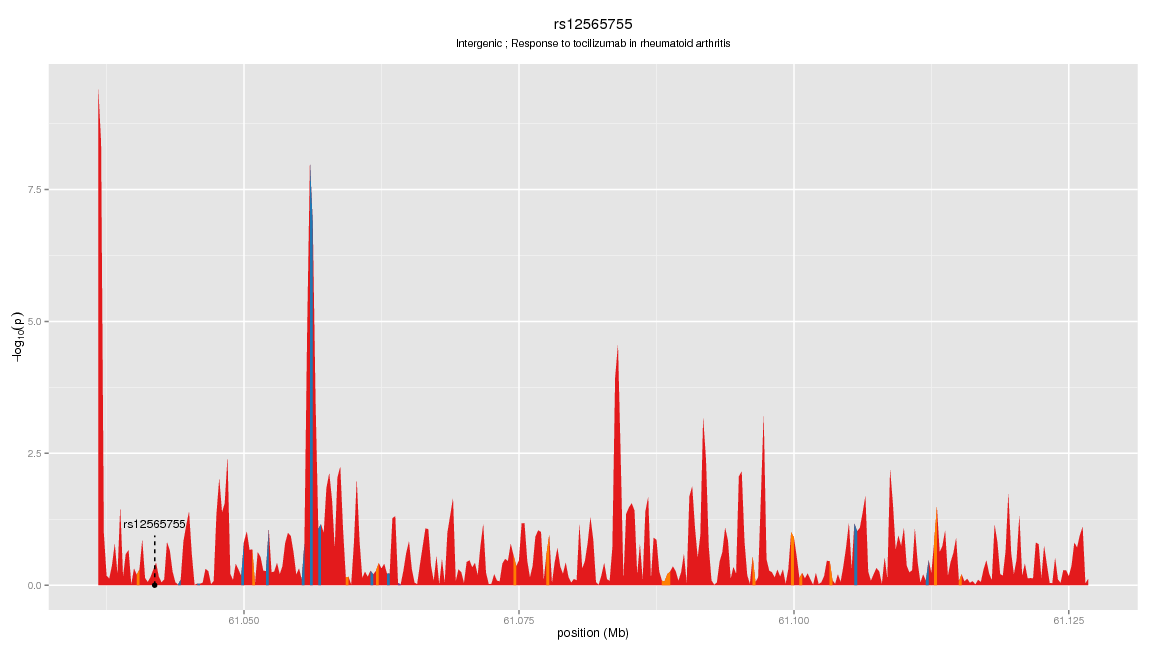 rs12565755
Intergenic ; Response to tocilizumab in rheumatoid arthritis
−log10(p)
7.5
5.0
2.5
0.0
rs12565755
61.050
61.075
61.100
61.125
position (Mb)